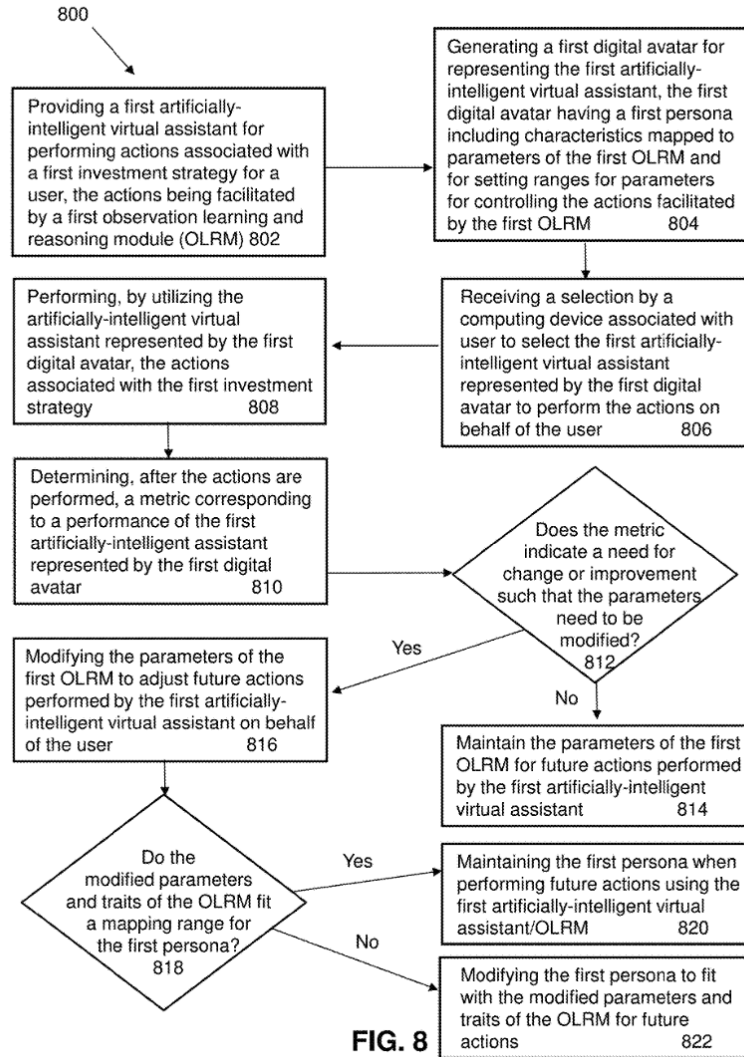 800
Providing a first artificially-
intelligent virtual assistant for
performing actions associated with
a first investment strategy for a
user, the actions being facilitated
by a first observation learning and
reasoning module (OLRM) 802
Generating a first digital avatar for
representing the first artificially-
intelligent virtual assistant, the first
digital avatar having a first persona
including characteristics mapped to
parameters of the first OLRM and
for setting ranges for parameters
for controlling the actions facilitated
by the first OLRM 804
Receiving a selection by a
computing device associated with
user to select the first artificially-
intelligent virtual assistant
represented by the first digital
avatar to perform the actions on
behalf of the user 806
Performing, by utilizing the
artificially-intelligent virtual
assistant represented by the first
digital avatar, the actions
associated with the first investment
strategy 808
Determining, after the actions are
performed, a metric corresponding
to a performance of the first
artificially-intelligent assistant
represented by the first digital
avatar 810
Does the
metric
indicate a need for
change or improvement
such that the parameters
need to be
modified?
812
Yes
No
Maintain the parameters of the first
OLRM for future actions performed
by the first artificially-intelligent
virtual assistant 814
Modifying the parameters of the
first OLRM to adjust future actions
performed by the first artificially-
intelligent virtual assistant on behalf
of the user 816
Do the
modified parameters
and traits of the OLRM fit
a mapping range for
the first persona?
818
Yes
Maintaining the first persona when
performing future actions using the
first artificially-intelligent virtual
assistant/OLRM 820
No
Modifying the first persona to fit
with the modified parameters and
traits of the OLRM for future
actions 822
FIG. 8